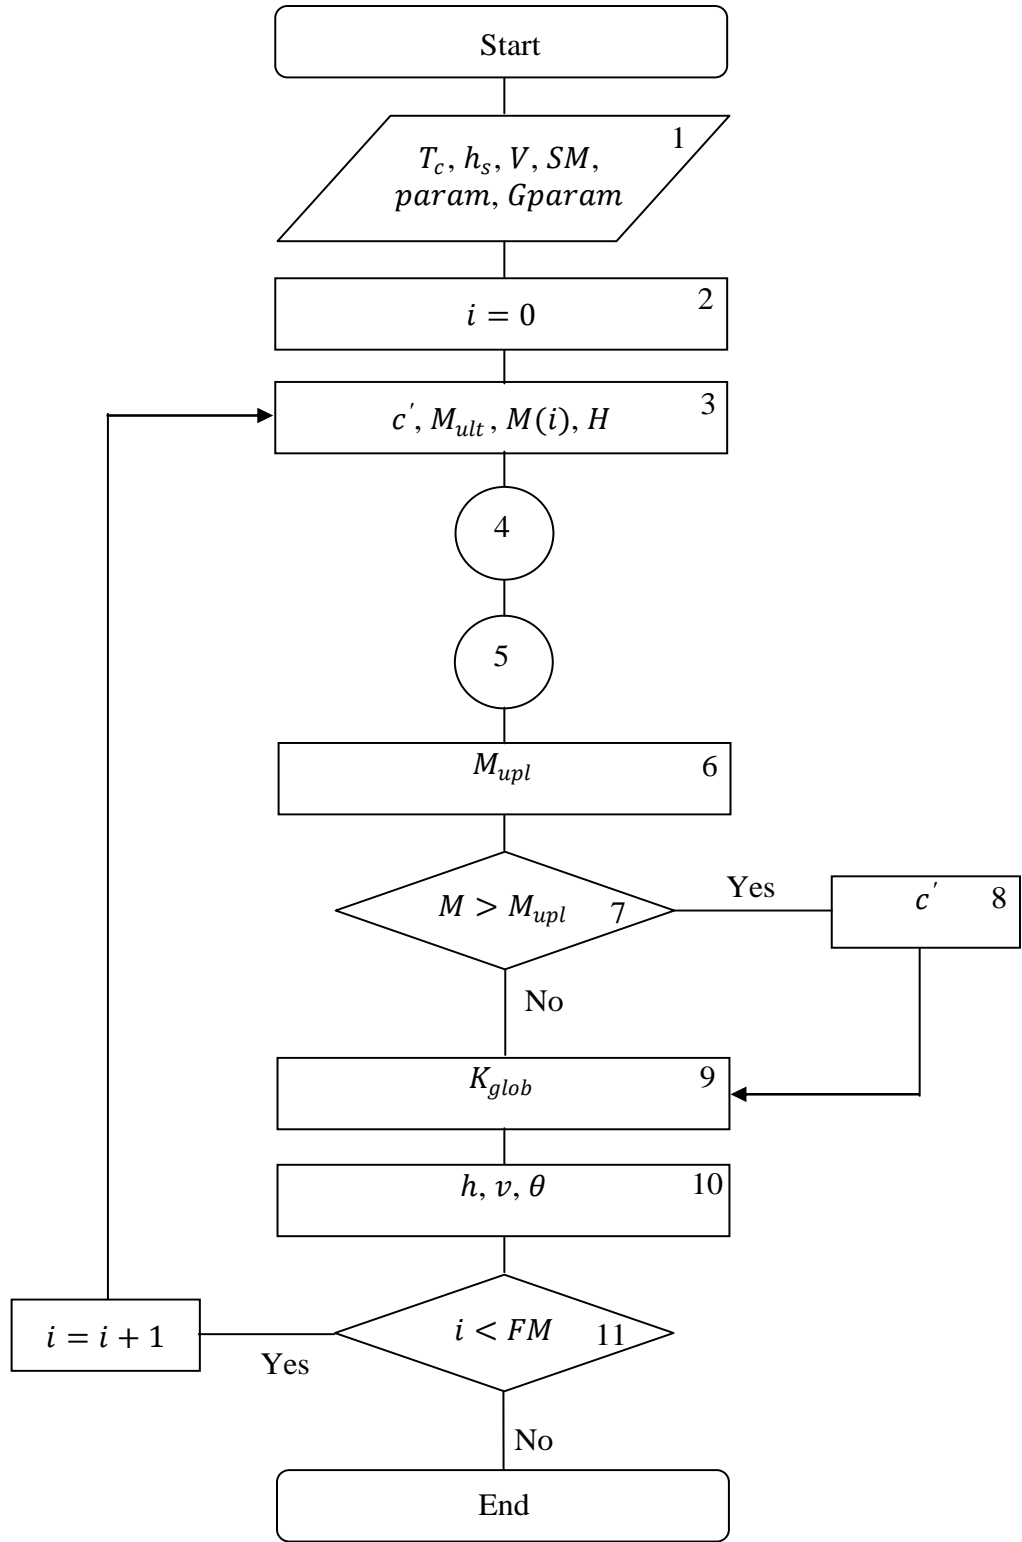 Start
1
T_c, h_s, V, SM,
param, Gparam
2
i = 0
3
c′, M_ult, M(i), H
4
5
M_upl 6
M > M_upl 7
Yes
c′ 8
No
K_glob 9
h, v, θ 10
i < FM 11
i = i + 1
Yes
No
End